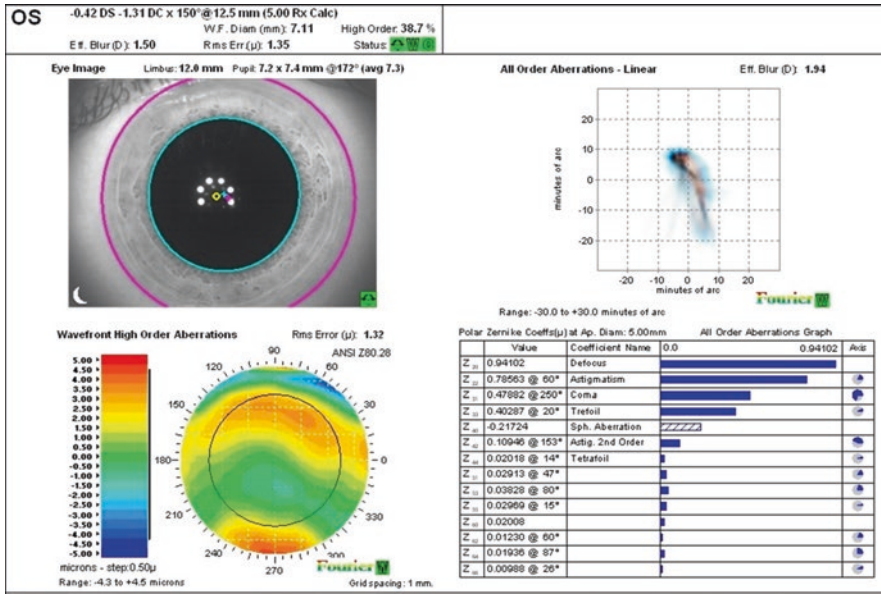 OS
-0.42 DS -1.31 DC x 150°@12.5 mm (5.00 Rx Calc)
W.F. Diam (mm): 7.11 High Order: 38.7 %
Eff. Blur (D): 1.50 Rms Err(µ): 1.35 Status:
Eye Image Limbus: 12.0 mm Pupil: 7.2 x 7.4 mm @172° (avg 7.3)
All Order Aberrations - Linear Eff. Blur (D): 1.94
20
10
0
-10
-20
minutes of arc
-20 -10 0 10 20
minutes of arc
Fourier W
Range: -30.0 to +30.0 minutes of arc
Wavefront High Order Aberrations Rms Error (µ): 1.32
ANSI Z80.28
5.00
4.50
4.00
3.50
3.00
2.50
2.00
1.50
1.00
0.50
0.00
-0.50
-1.00
-1.50
-2.00
-2.50
-3.00
-3.50
-4.00
-4.50
-5.00
90
120 60
150 30
180 0
210 330
240 300
270
microns - step:0.50µ
Range: -4.3 to +4.5 microns
Fourier W
Grid spacing: 1 mm.
Polar Zernike Coeffs(µ) at Ap. Diam: 5.00mm All Order Aberrations Graph
Value Coefficient Name 0.0 0.94102 Axis
Z 0.94102 Defocus
Z 0.78563 @ 60° Astigmatism
Z 0.47882 @ 250° Coma
Z 0.40287 @ 20° Trefoil
Z -0.21724 Sph. Aberration
Z 0.10946 @ 153° Astig. 2nd Order
Z 0.02018 @ 14° Tetrafoil
Z 0.02913 @ 47°
Z 0.03828 @ 80°
Z 0.02969 @ 15°
Z 0.02008
Z 0.01230 @ 60°
Z 0.01936 @ 87°
Z 0.00988 @ 26°